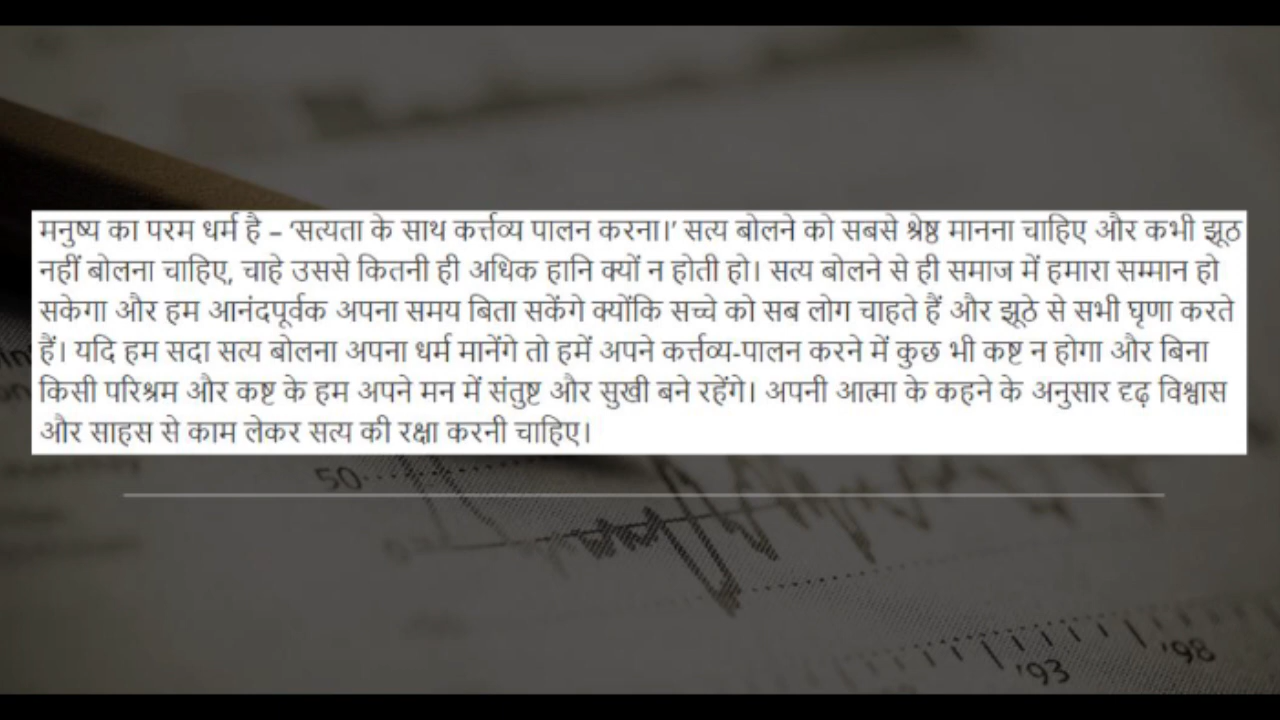 मनुष्य का परम धर्म है – ‘सत्यता के साथ कर्त्तव्य पालन करना।’ सत्य बोलने को सबसे श्रेष्ठ मानना चाहिए और कभी झूठ
नहीं बोलना चाहिए, चाहे उससे कितनी ही अधिक हानि क्यों न होती हो। सत्य बोलने से ही समाज में हमारा सम्मान हो
सकेगा और हम आनंदपूर्वक अपना समय बिता सकेंगे क्योंकि सच्चे को सब लोग चाहते हैं और झूठे से सभी घृणा करते
हैं। यदि हम सदा सत्य बोलना अपना धर्म मानेंगे तो हमें अपने कर्त्तव्य-पालन करने में कुछ भी कष्ट न होगा और बिना
किसी परिश्रम और कष्ट के हम अपने मन में संतुष्ट और सुखी बने रहेंगे। अपनी आत्मा के कहने के अनुसार दृढ़ विश्वास
और साहस से काम लेकर सत्य की रक्षा करनी चाहिए।
50
'93
'98